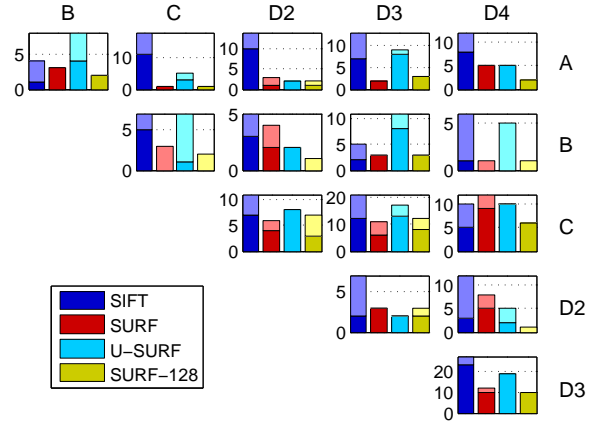 B C D2 D3 D4
5 0 10 0 10 5 0 10 5 0 10 5 0 A
5 0 5 0 10 5 0 5 0 B
10 5 0 20 10 0 10 5 0 C
5 0 10 5 0 D2
SIFT
SURF
U−SURF
SURF−128
20 10 0 D3